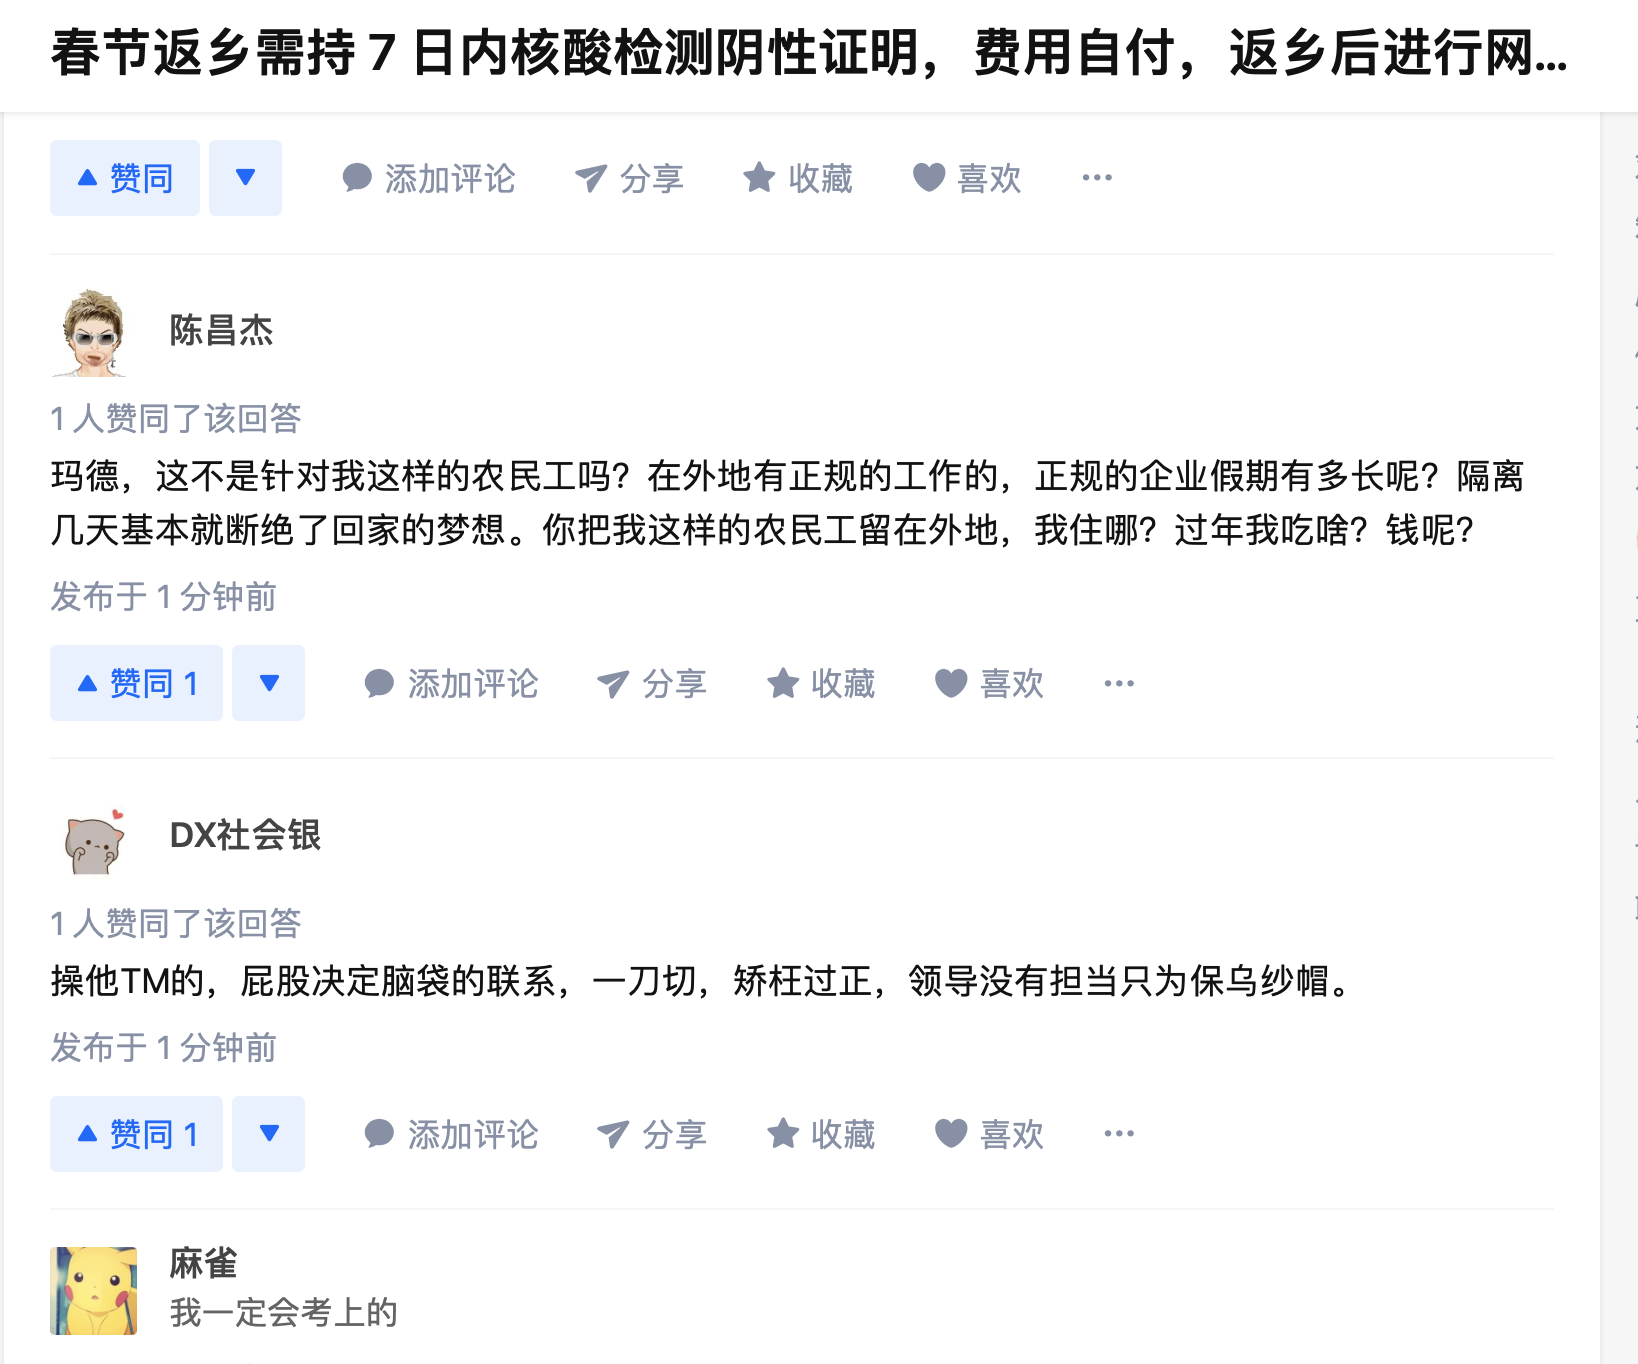 春节返乡需持 7 日内核酸检测阴性证明，费用自付，返乡后进行网...
赞同
添加评论
分享
收藏
喜欢
陈昌杰
1 人赞同了该回答
玛德，这不是针对我这样的农民工吗？在外地有正规的工作的，正规的企业假期有多长呢？隔离
几天基本就断绝了回家的梦想。你把我这样的农民工留在外地，我住哪？过年我吃啥？钱呢？
发布于 1 分钟前
赞同 1
添加评论
分享
收藏
喜欢
DX社会银
1 人赞同了该回答
操他TM的，屁股决定脑袋的联系，一刀切，矫枉过正，领导没有担当只为保乌纱帽。
发布于 1 分钟前
赞同 1
添加评论
分享
收藏
喜欢
麻雀
我一定会考上的